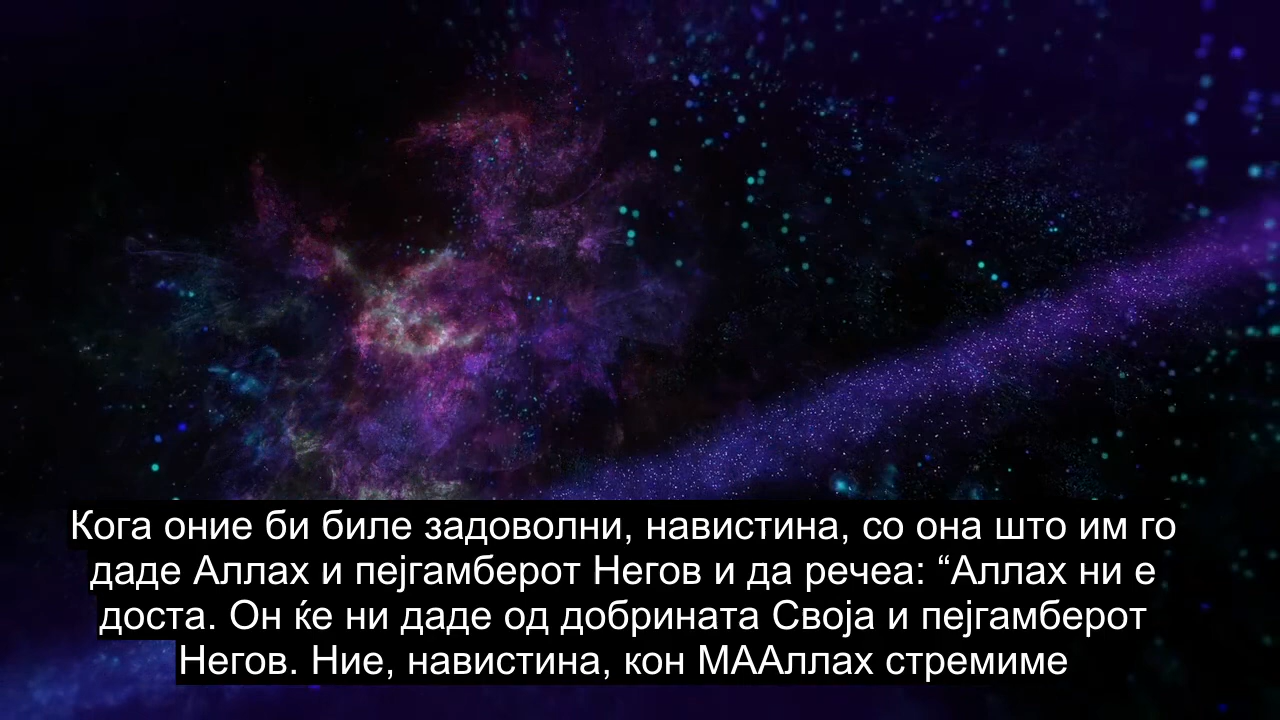 Кога оние би биле задоволни, навистина, со она што им го
даде Аллах и пејгамберот Негов и да речеа: “Аллах ни е
доста. Он ќе ни даде од добрината Своја и пејгамберот
Негов. Ние, навистина, кон МААллах стремиме